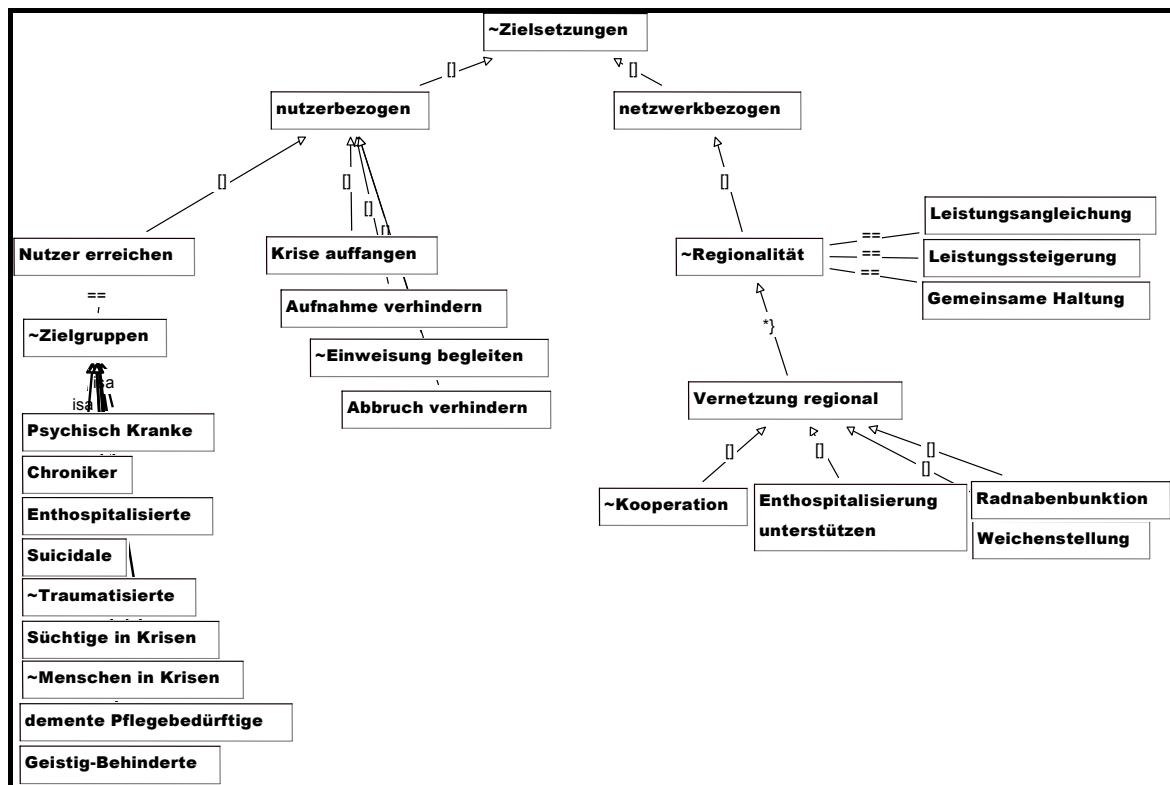 ~Zielsetzungen
[]
[]
nutzerbezogen
netzwerkbezogen
[]
[]
[]
[]
[]
Nutzer erreichen
Krise auffangen
Aufnahme verhindern
~Einweisung begleiten
Abbruch verhindern
~Regionalität
==
==
==
Leistungsangleichung
Leistungssteigerung
Gemeinsame Haltung
==
~Zielgruppen
isa
isa
Psychisch Kranke
Chroniker
Enthospitalisierte
Suicidale
~Traumatisierte
Süchtige in Krisen
~Menschen in Krisen
demente Pflegebedürftige
Geistig-Behinderte
*}
Vernetzung regional
[]
[]
[]
[]
~Kooperation
Enthospitalisierung
unterstützen
Radnabenbunktion
Weichenstellung